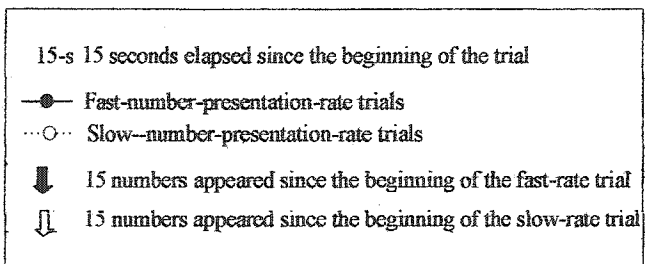 15-s 15 seconds elapsed since the beginning of the trial
Fast-number-presentation-rate trials
Slow--number-presentation-rate trials
15 numbers appeared since the beginning of the fast-rate trial
15 numbers appeared since the beginning of the slow-rate trial